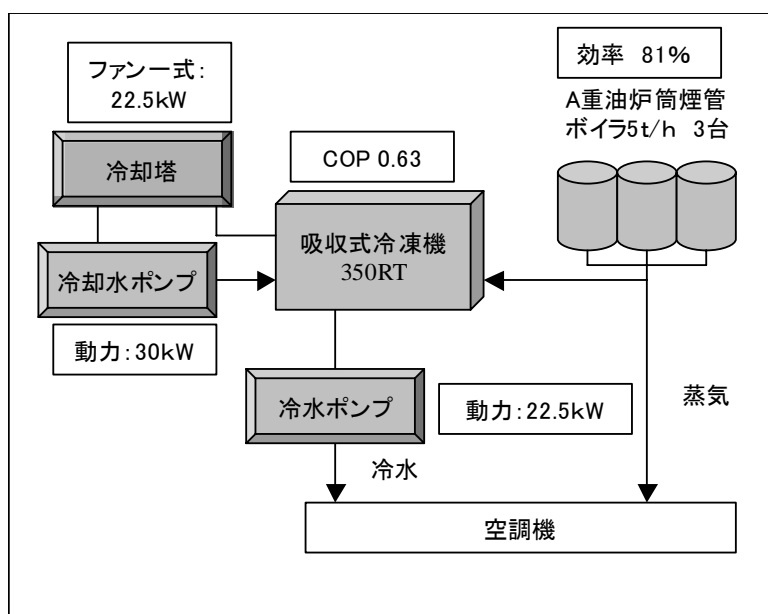 ファン一式：
22.5kW
効率 81%
A重油炉筒煙管
ボイラ5t/h 3台
冷却塔
COP 0.63
吸収式冷凍機
350RT
冷却水ポンプ
動力：30kW
冷水ポンプ
動力：22.5kW
蒸気
冷水
空調機